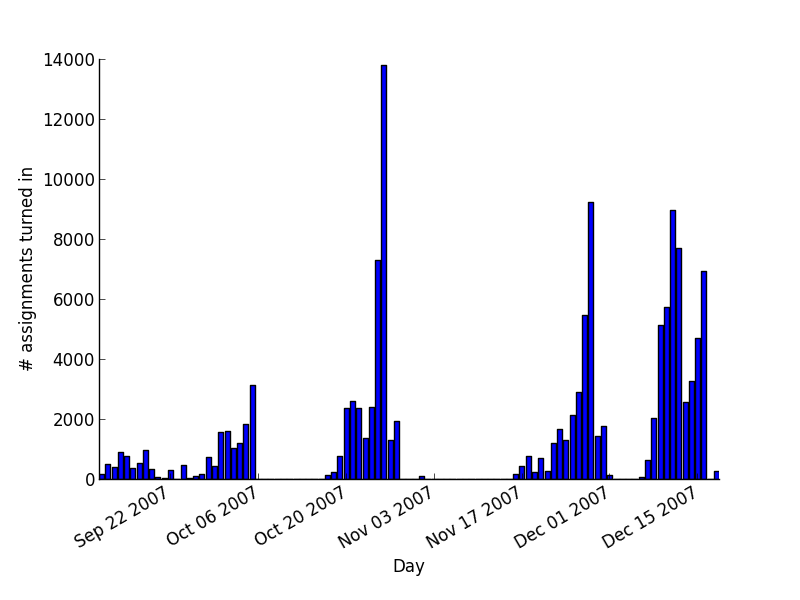 14000
12000
10000
8000
6000
4000
2000
0
# assignments turned in
Sep 22 2007
Oct 06 2007
Oct 20 2007
Nov 03 2007
Nov 17 2007
Dec 01 2007
Dec 15 2007
Day